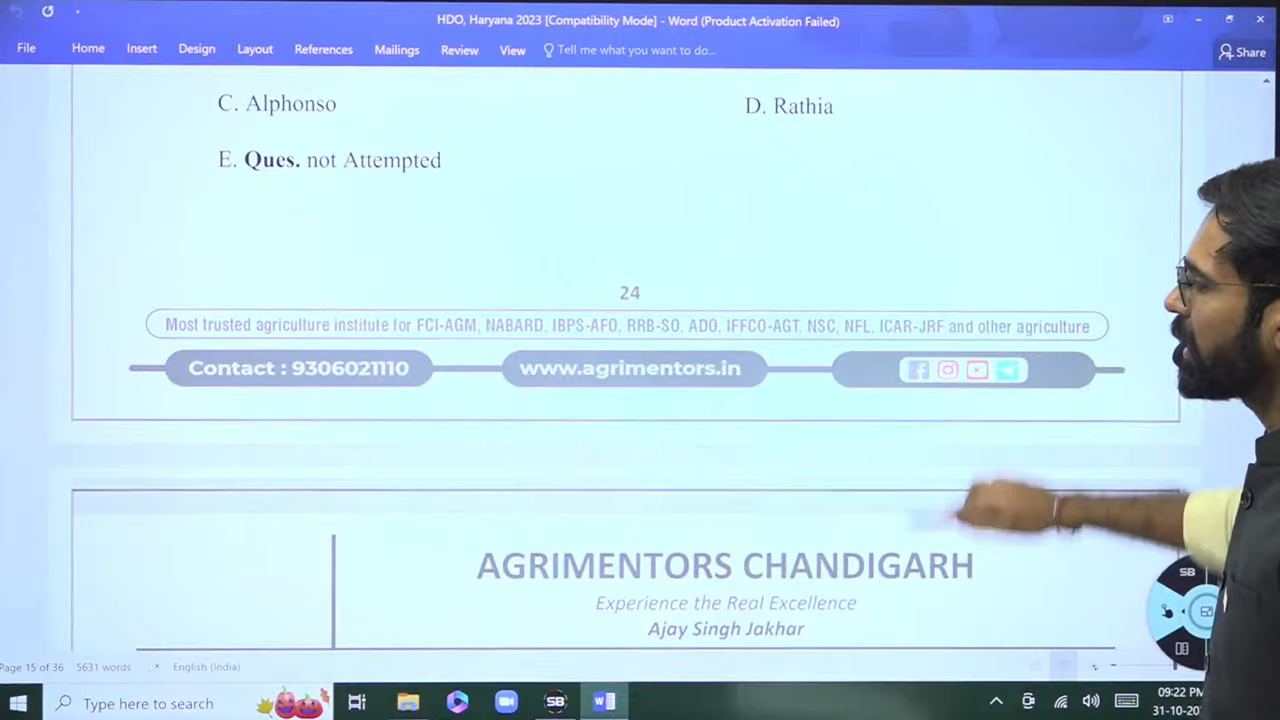 HDO, Haryana 2023 [Compatibility Mode] - Word (Product Activation Failed)
File Home Insert Design Layout References Mailings Review View Tell me what you want to do... Share
C. Alphonso D. Rathia
E. Ques. not Attempted
24
Most trusted agriculture institute for FCI-AGM, NABARD, IBPS-AFO, RRB-SO, ADO, IFFCO-AGT, NSC, NFL, ICAR-JRF and other agriculture
Contact : 9306021110 www.agrimentors.in
AGRIMENTORS CHANDIGARH
Experience the Real Excellence
Ajay Singh Jakhar
SB
Page 15 of 36 5631 words English (India)
Type here to search SB 09:22 PM
31-10-20